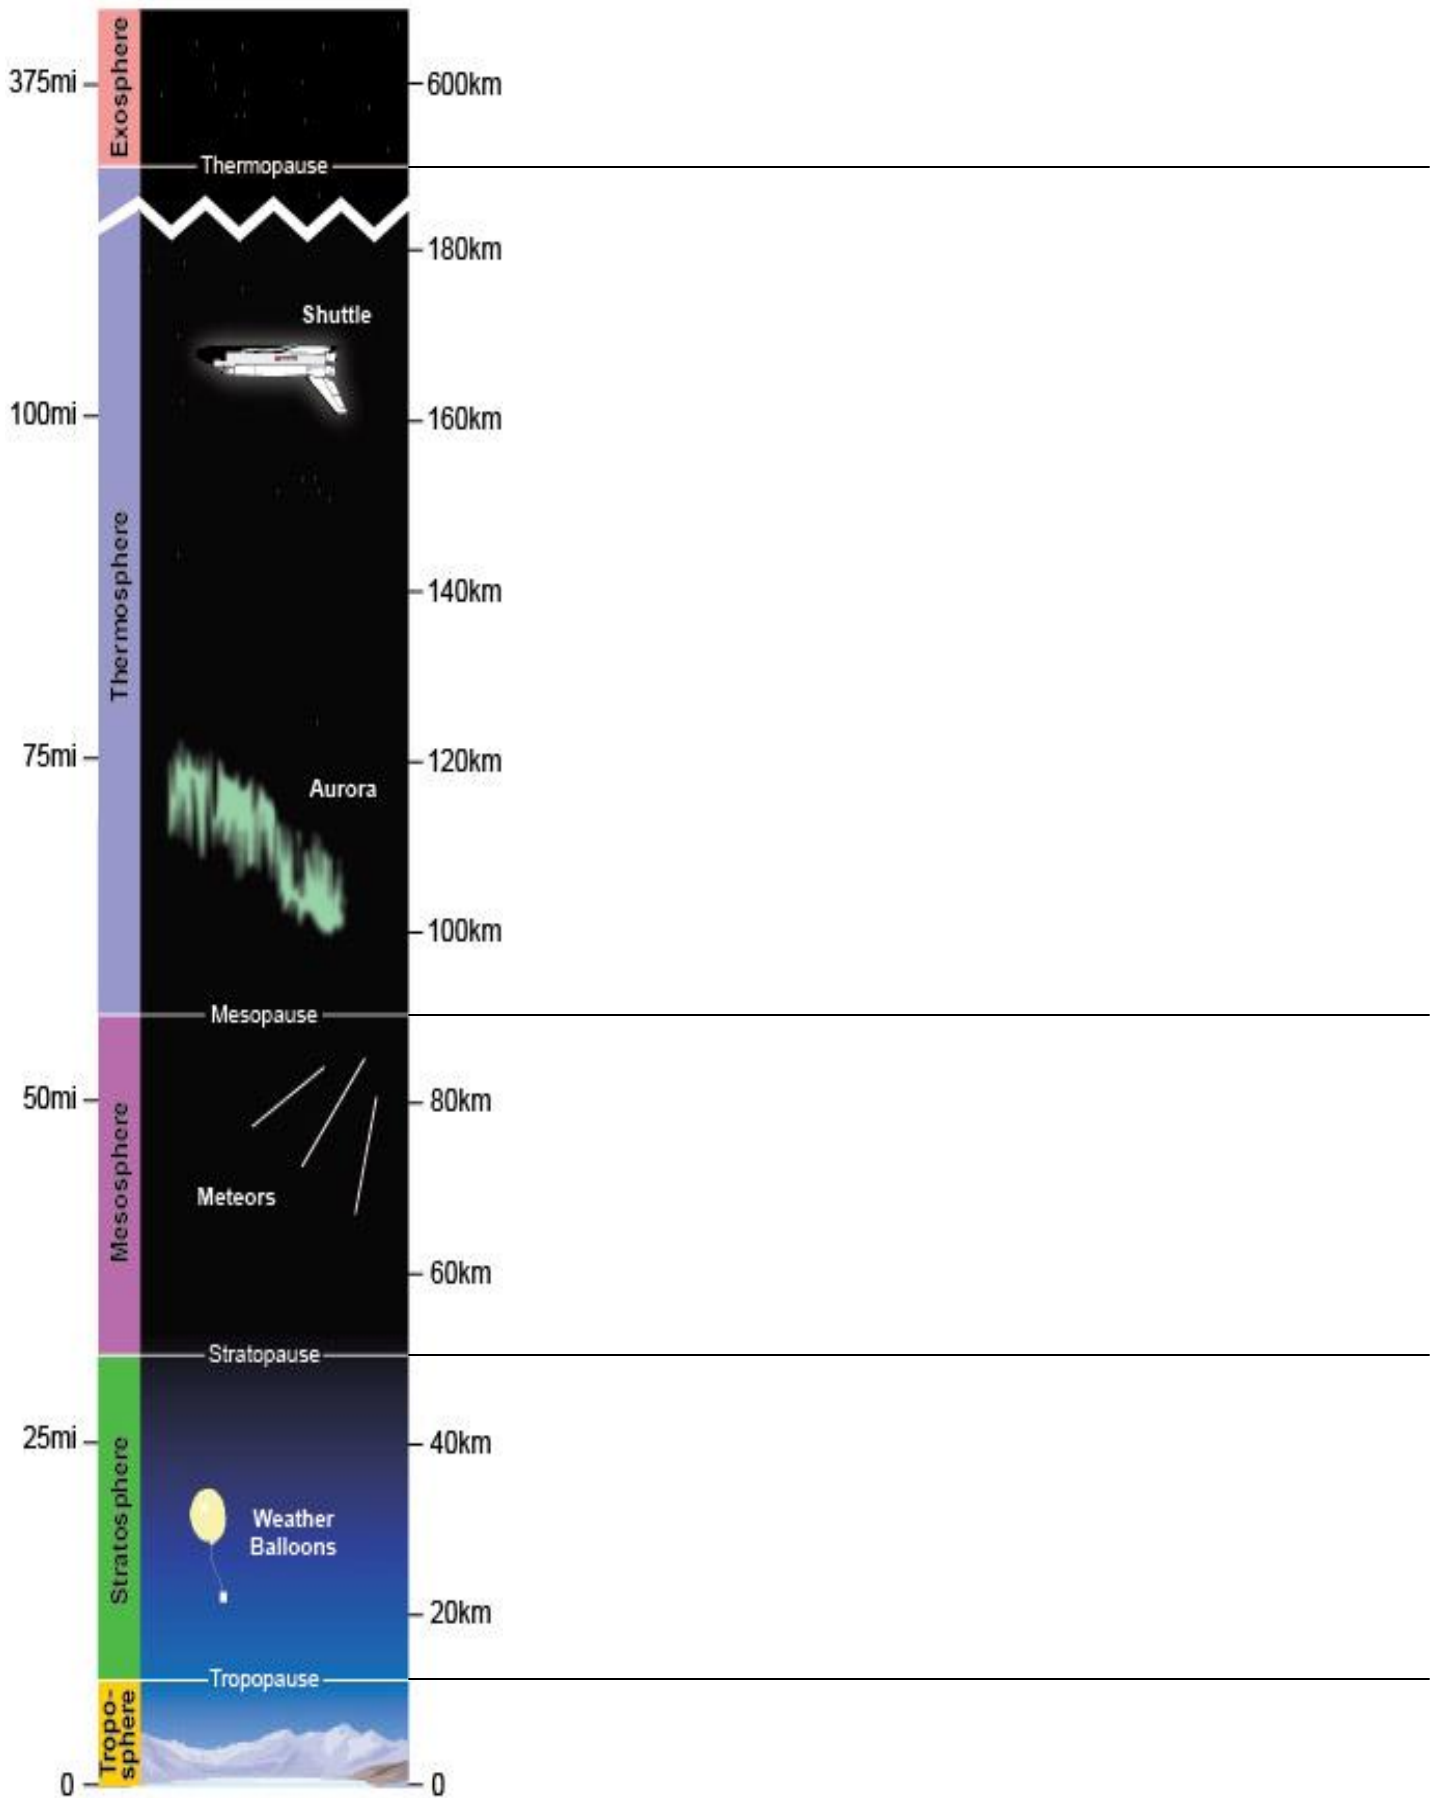 Exosphere
375mi
600km
Thermopause
180km
Shuttle
100mi
160km
Thermosphere
140km
75mi
120km
Aurora
100km
Mesopause
50mi
80km
Mesosphere
Meteors
60km
Stratopause
25mi
40km
Stratosphere
Weather
Balloons
20km
Tropopause
Tropo-
sphere
0
0